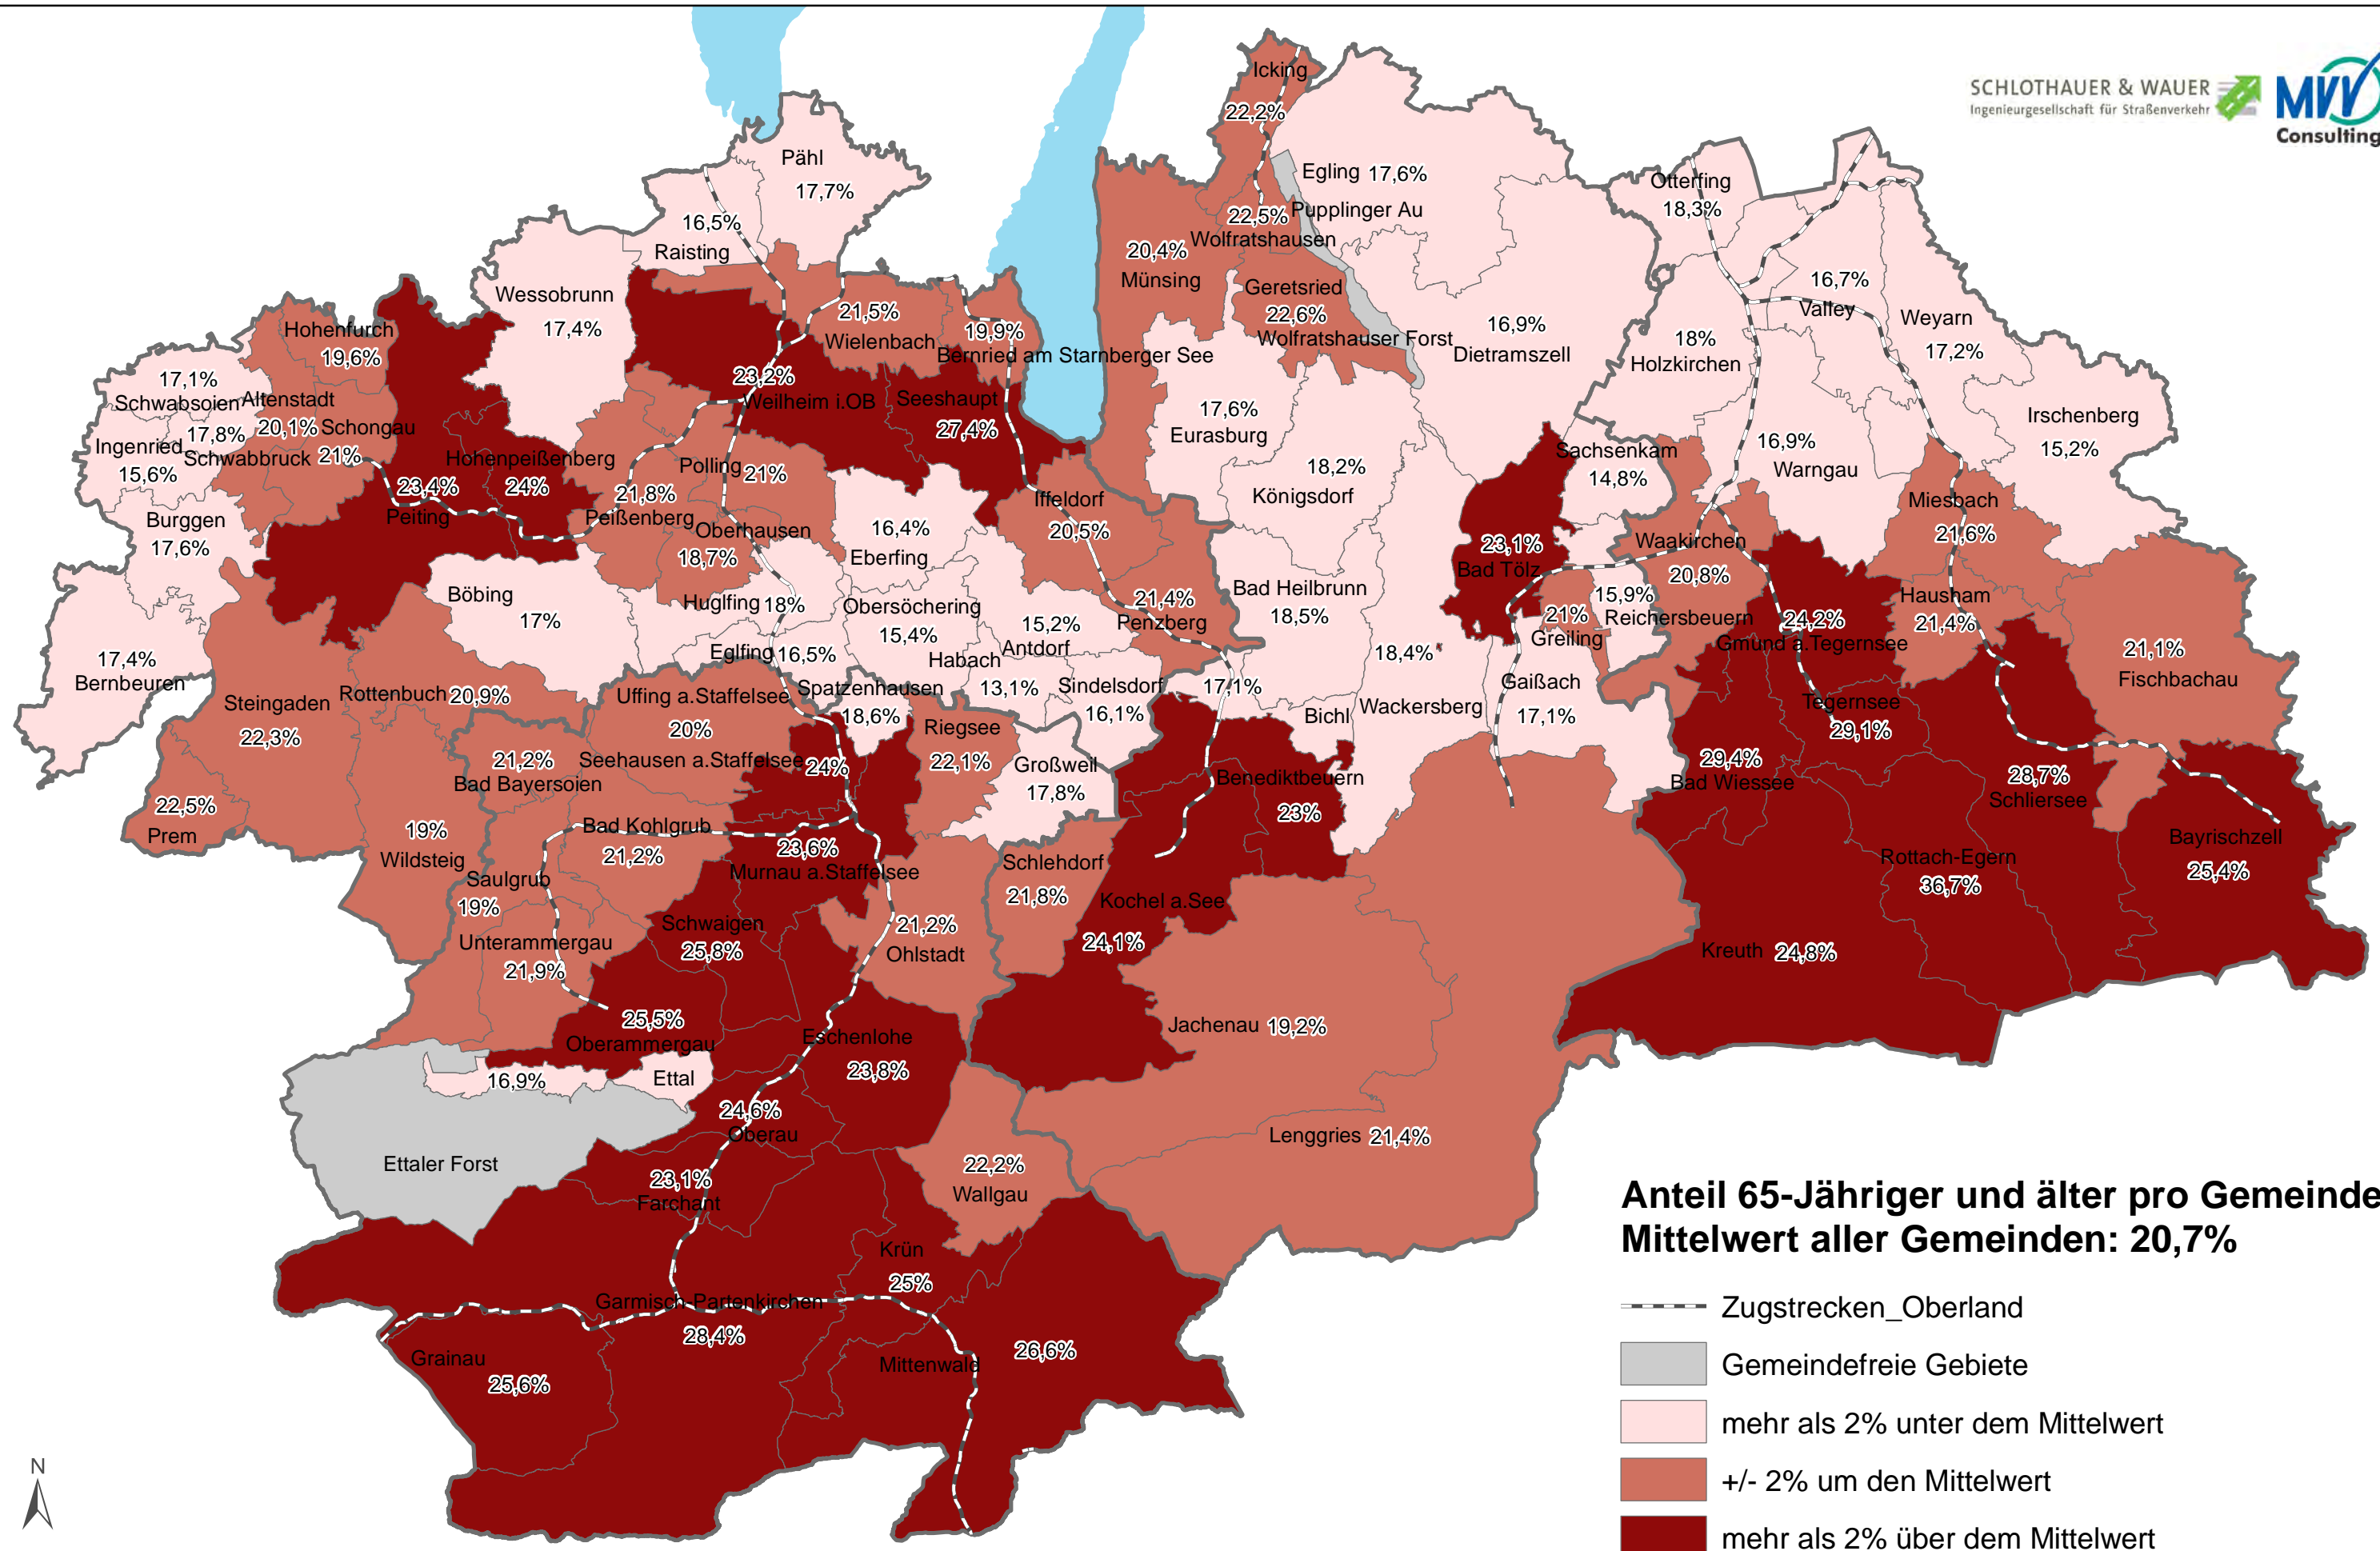 SCHLOTHAUER & WAUER
Ingenieurgesellschaft für Straßenverkehr
MVV
Consulting
Icking
22,2%
Pähl
17,7%
Egling 17,6%
Otterfing
18,3%
Pupplinger Au
22,5%
Wolfratshausen
16,5%
Raisting
20,4%
Münsing
Geretsried
22,6%
Wolfratshauser Forst
16,9%
Dietramszell
16,7%
Valley
Weyarn
17,2%
18%
Holzkirchen
Wessobrunn
17,4%
21,5%
Wielenbach
19,9%
Bernried am Starnberger See
Hohenfurch
19,6%
17,1%
Schwabsoien
Altenstadt
20,1%
Schongau
21%
17,8%
Schwabbruck
Ingenried
15,6%
23,2%
Weilheim i.OB
Seeshaupt
27,4%
17,6%
Eurasburg
Irschenberg
15,2%
16,9%
Warngau
Sachsenkam
14,8%
18,2%
Königsdorf
Hohenpeißenberg
24%
23,4%
Peiting
Polling
21%
21,8%
Peißenberg
Oberhausen
18,7%
Iffeldorf
20,5%
16,4%
Eberfing
Burggen
17,6%
Miesbach
21,6%
Waakirchen
20,8%
23,1%
Bad Tölz
Bad Heilbrunn
18,5%
21,4%
Penzberg
15,9%
Reichersbeuern
21%
Greiling
Hausham
21,4%
24,2%
Gmund a.Tegernsee
Böbing
17%
Huglfing 18%
Obersöchering
15,4%
15,2%
Antdorf
Eglfing 16,5%
Habach
13,1%
Sindelsdorf
16,1%
17,1%
Bichl
18,4%
Wackersberg
Gaißach
17,1%
21,1%
Fischbachau
17,4%
Bernbeuren
Steingaden
22,3%
Rottenbuch 20,9%
Uffing a.Staffelsee
20%
Spatzenhausen
18,6%
Riegsee
22,1%
Tegernsee
29,1%
29,4%
Bad Wiessee
28,7%
Schliersee
21,2%
Bad Bayersoien
Seehausen a.Staffelsee
24%
Großweil
17,8%
Benediktbeuern
23%
22,5%
Prem
19%
Wildsteig
Bad Kohlgrub
21,2%
23,6%
Murnau a.Staffelsee
Schlehdorf
21,8%
Bayrischzell
25,4%
Rottach-Egern
36,7%
Saulgrub
19%
Kochel a.See
24,1%
Schwaigen
25,8%
21,2%
Ohlstadt
Unterammergau
21,9%
Kreuth 24,8%
25,5%
Oberammergau
Eschenlohe
23,8%
Jachenau 19,2%
16,9%
Ettal
24,6%
Oberau
Lenggries 21,4%
Ettaler Forst
23,1%
Farchant
22,2%
Wallgau
Krün
25%
Garmisch-Partenkirchen
28,4%
Grainau
25,6%
Mittenwald
26,6%
N
Anteil 65-Jähriger und älter pro Gemeinde
Mittelwert aller Gemeinden: 20,7%
Zugstrecken_Oberland
Gemeindefreie Gebiete
mehr als 2% unter dem Mittelwert
+/- 2% um den Mittelwert
mehr als 2% über dem Mittelwert